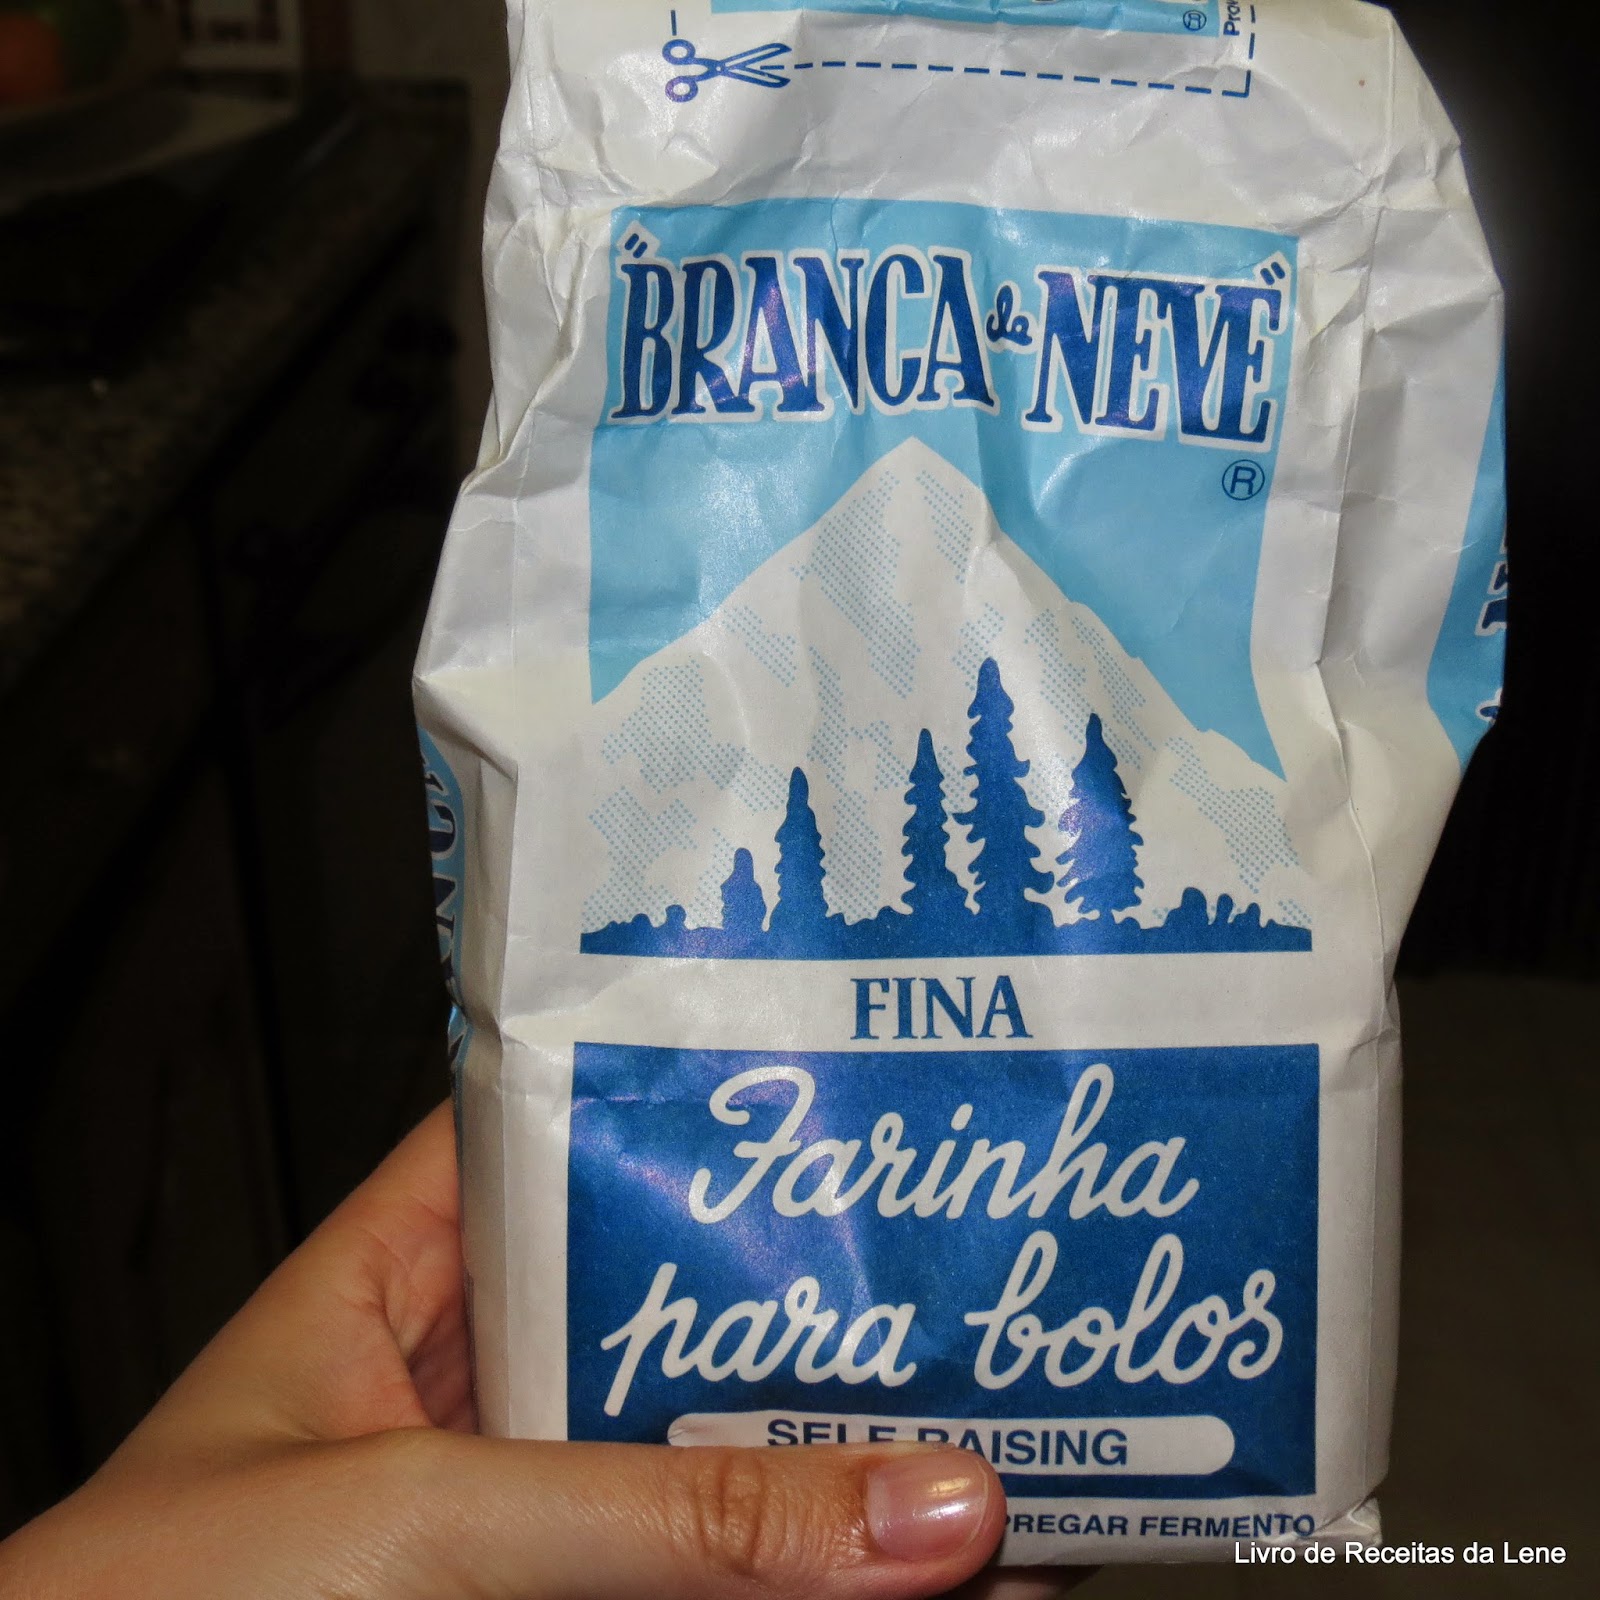 "BRANCA de NEVE"
®
FINA
Farinha
para bolos
SELF RAISING
PREGAR FERMENTO
Livro de Receitas da Lene